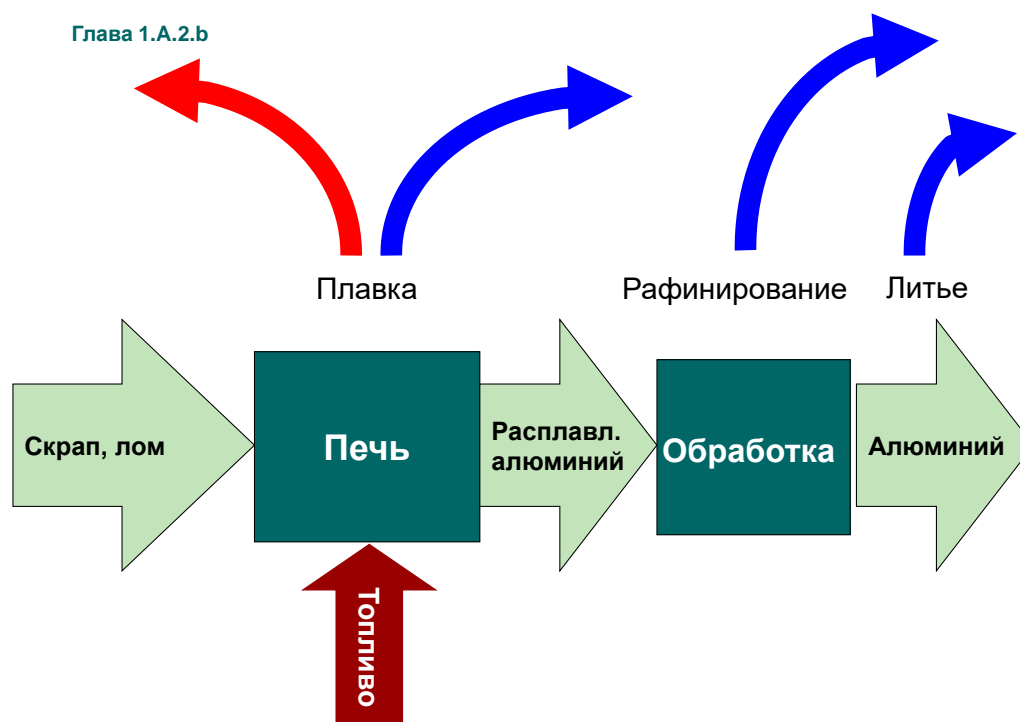 Глава 1.A.2.b
Плавка
Рафинирование
Литье
Скрап, лом
Печь
Расплавл.
алюминий
Обработка
Алюминий
Топливо